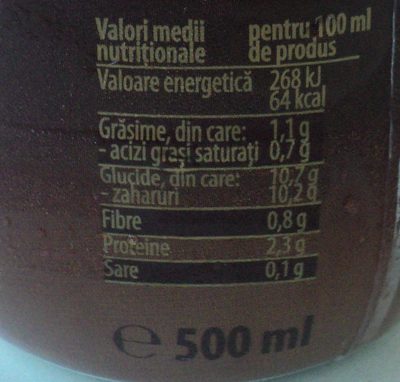 Valori medii pentru 100 ml
nutriționale de produs
Valoare energetică 268 kJ
64 kcal
Grăsime, din care: 1,1 g
- acizi grași saturați 0,7 g
Glucide, din care: 10,7 g
- zaharuri 10,2 g
Fibre 0,8 g
Proteine 2,3 g
Sare 0,1 g
℮ 500 ml